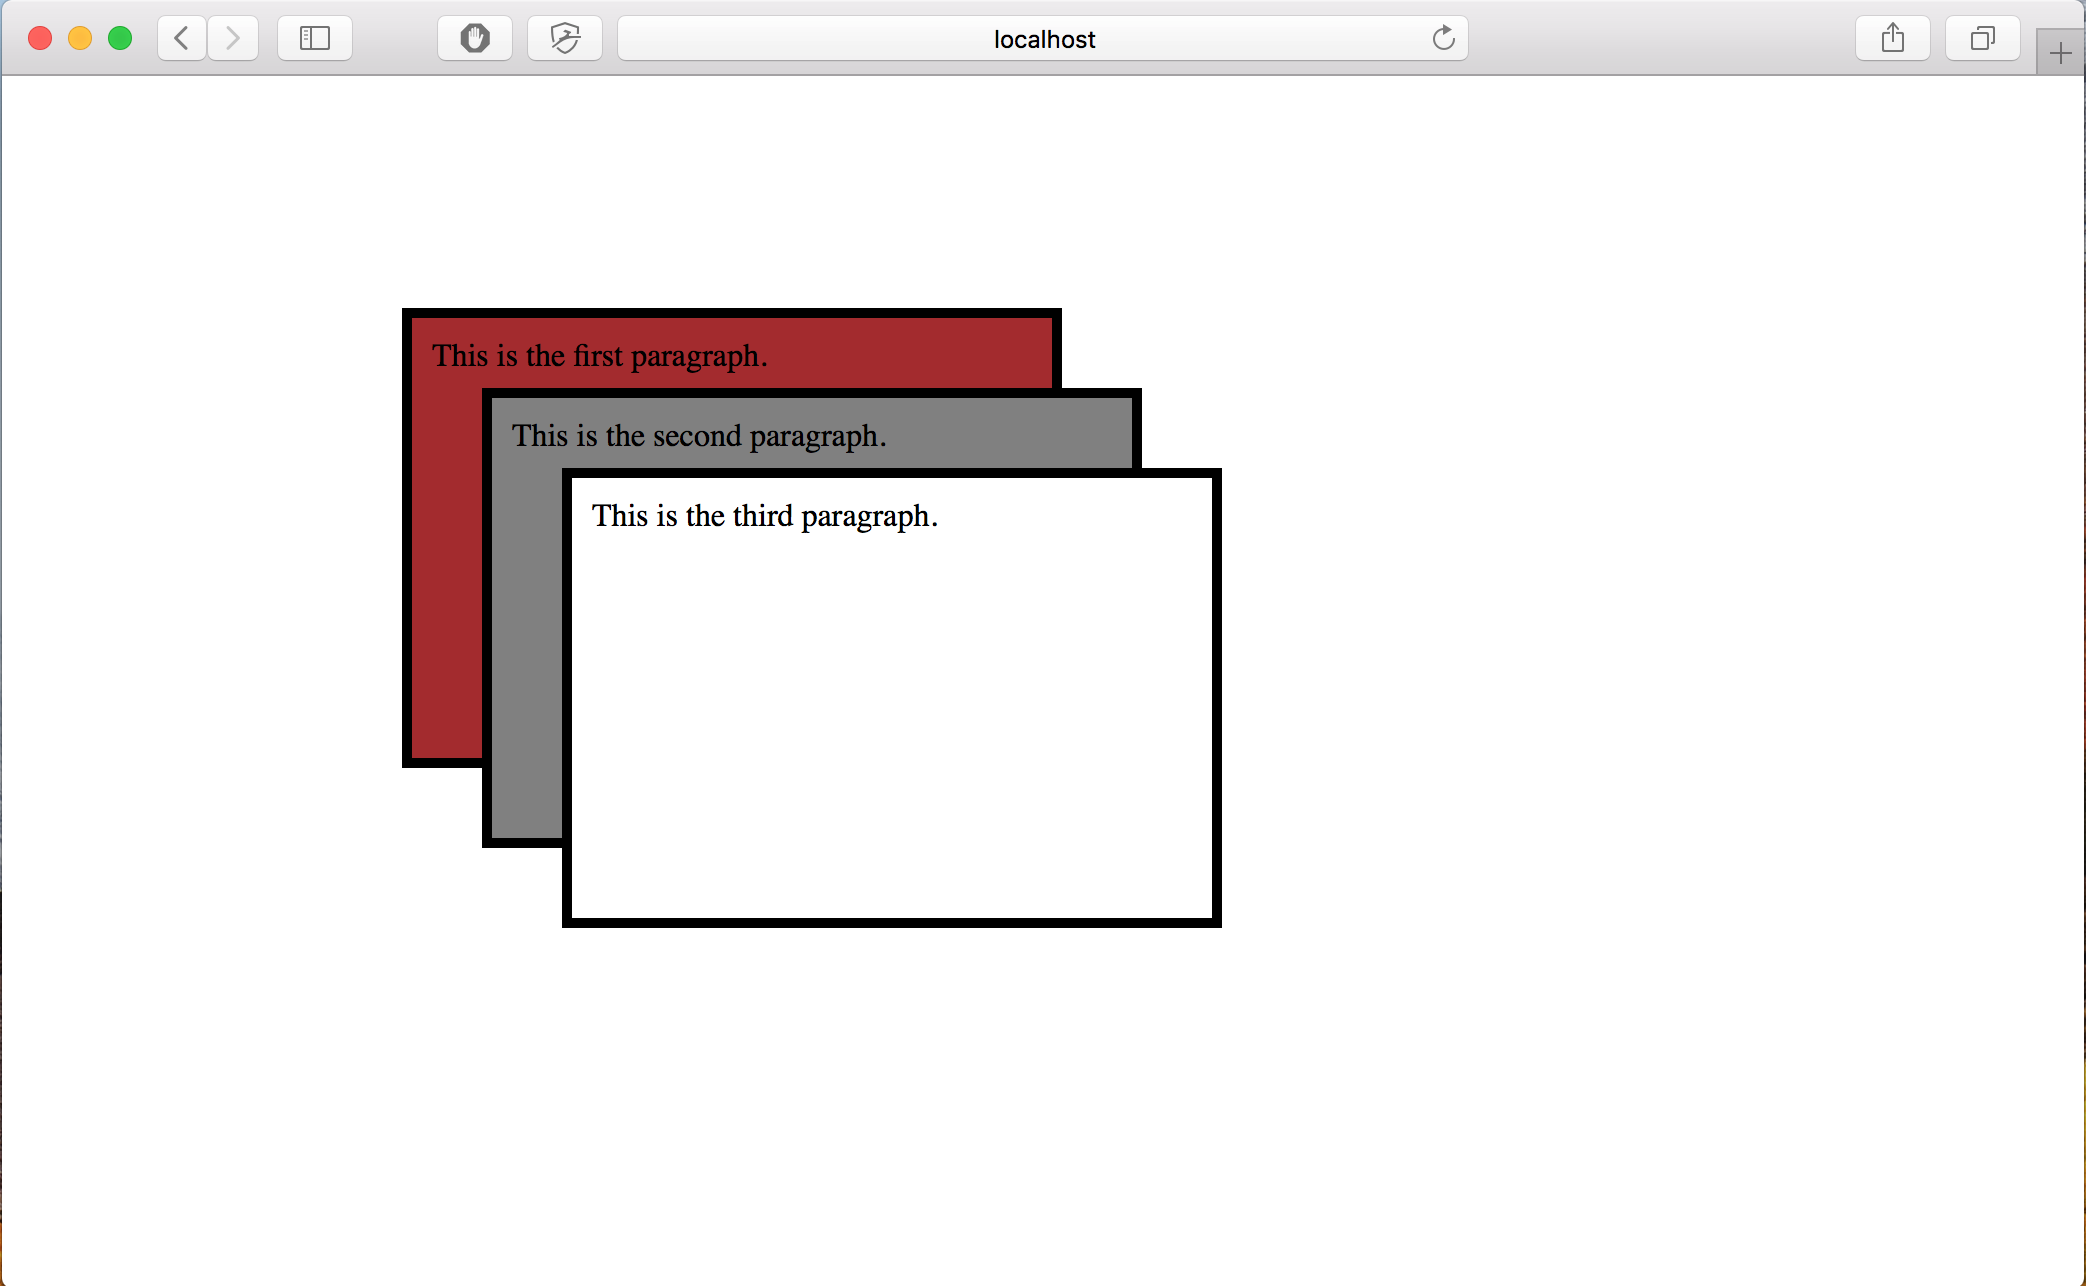 localhost
This is the first paragraph.
This is the second paragraph.
This is the third paragraph.